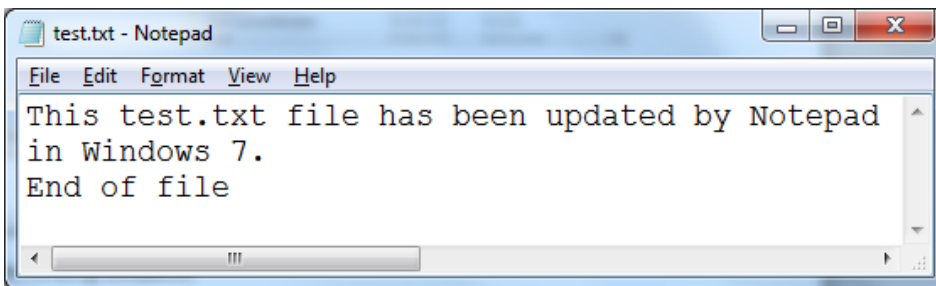 test.txt - Notepad
File Edit Format View Help
This test.txt file has been updated by Notepad
in Windows 7.
End of file